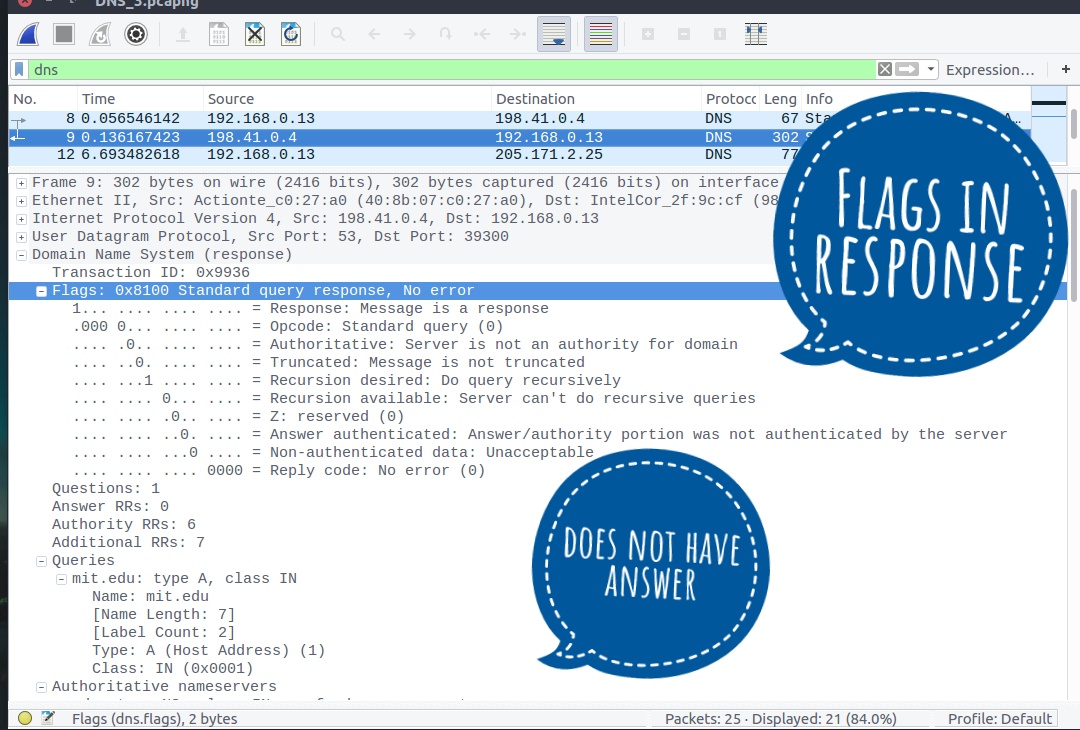 DNS_3.pcapng
dns
Expression…
+
No. Time Source Destination Protoc Leng Info
8 0.056546142 192.168.0.13 198.41.0.4 DNS 67
9 0.136167423 198.41.0.4 192.168.0.13 DNS 302
12 6.693482618 192.168.0.13 205.171.2.25 DNS 77
Frame 9: 302 bytes on wire (2416 bits), 302 bytes captured (2416 bits) on interface
Ethernet II, Src: Actionte_c0:27:a0 (40:8b:07:c0:27:a0), Dst: IntelCor_2f:9c:cf (98
Internet Protocol Version 4, Src: 198.41.0.4, Dst: 192.168.0.13
User Datagram Protocol, Src Port: 53, Dst Port: 39300
Domain Name System (response)
Transaction ID: 0x9936
Flags: 0x8100 Standard query response, No error
1... .... .... .... = Response: Message is a response
.000 0... .... .... = Opcode: Standard query (0)
.... .0.. .... .... = Authoritative: Server is not an authority for domain
.... ..0. .... .... = Truncated: Message is not truncated
.... ...1 .... .... = Recursion desired: Do query recursively
.... .... 0... .... = Recursion available: Server can't do recursive queries
.... .... .0.. .... = Z: reserved (0)
.... .... ..0. .... = Answer authenticated: Answer/authority portion was not authenticated by the server
.... .... ...0 .... = Non-authenticated data: Unacceptable
.... .... .... 0000 = Reply code: No error (0)
Questions: 1
Answer RRs: 0
Authority RRs: 6
Additional RRs: 7
Queries
mit.edu: type A, class IN
Name: mit.edu
[Name Length: 7]
[Label Count: 2]
Type: A (Host Address) (1)
Class: IN (0x0001)
Authoritative nameservers
FLAGS IN
RESPONSE
DOES NOT HAVE
ANSWER
Flags (dns.flags), 2 bytes
Packets: 25 · Displayed: 21 (84.0%)
Profile: Default